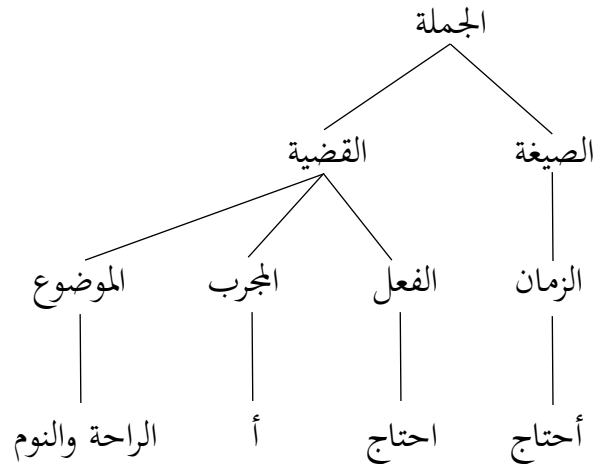 الجملة
الصيغة القضية
الزمان الفعل المجرب الموضوع
أحتاج احتاج أ الراحة والنوم